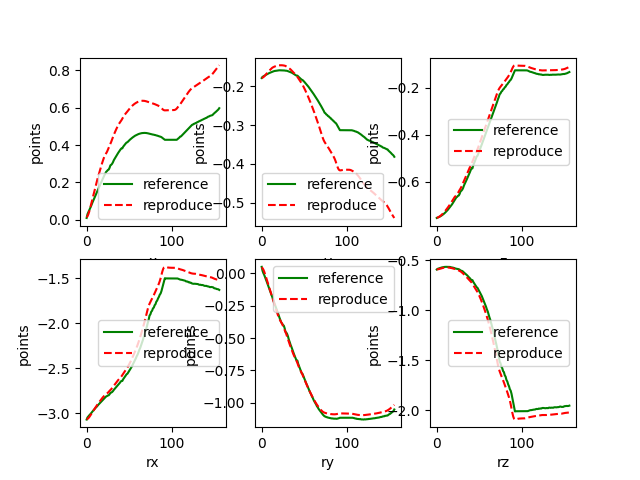 0.8
0.6
0.4
0.2
0.0
points
reference
reproduce
0
100
−0.2
−0.3
−0.4
−0.5
points
reference
reproduce
0
100
−0.2
−0.4
−0.6
points
reference
reproduce
0
100
−1.5
−2.0
−2.5
−3.0
points
reference
reproduce
0
100
rx
0.00
−0.25
−0.50
−0.75
−1.00
points
reference
reproduce
0
100
ry
−0.5
−1.0
−1.5
−2.0
points
reference
reproduce
0
100
rz